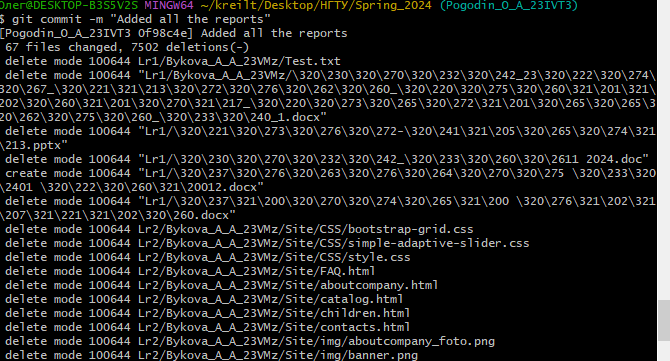 Олег@DESKTOP-B3S5V2S MINGW64 ~/kreilt/Desktop/НГТУ/Spring_2024 (Pogodin_O_A_23IVT3)
$ git commit -m "Added all the reports"
[Pogodin_O_A_23IVT3 0f98c4e] Added all the reports
 67 files changed, 7502 deletions(-)
 delete mode 100644 Lr1/Bykova_A_A_23VMz/Test.txt
 delete mode 100644 "Lr1/Bykova_A_A_23VMz/\320\230\320\270\320\232\320\242_23\320\222\320\274\
320\267_\320\221\321\213\320\272\320\276\320\262\320\260_\320\220\320\275\320\260\321\201\321\
202\320\260\321\201\320\270\321\217_\320\220\320\273\320\265\320\272\321\201\320\265\320\265\3
20\262\320\275\320\260_\320\233\320\240_1.docx"
 delete mode 100644 "Lr1/\320\221\320\273\320\276\320\272-\320\241\321\205\320\265\320\274\321
\213.pptx"
 delete mode 100644 "Lr1/\320\230\320\270\320\232\320\242_\320\233\320\260\320\2611 2024.doc"
 create mode 100644 "Lr1/\320\237\320\276\320\263\320\276\320\264\320\270\320\275 \320\233\320
\2401 \320\222\320\260\321\20012.docx"
 delete mode 100644 "Lr1/\320\237\321\200\320\270\320\274\320\265\321\200 \320\276\321\202\321
\207\321\221\321\202\320\260.docx"
 delete mode 100644 Lr2/Bykova_A_A_23VMz/Site/CSS/bootstrap-grid.css
 delete mode 100644 Lr2/Bykova_A_A_23VMz/Site/CSS/simple-adaptive-slider.css
 delete mode 100644 Lr2/Bykova_A_A_23VMz/Site/CSS/style.css
 delete mode 100644 Lr2/Bykova_A_A_23VMz/Site/FAQ.html
 delete mode 100644 Lr2/Bykova_A_A_23VMz/Site/aboutcompany.html
 delete mode 100644 Lr2/Bykova_A_A_23VMz/Site/catalog.html
 delete mode 100644 Lr2/Bykova_A_A_23VMz/Site/children.html
 delete mode 100644 Lr2/Bykova_A_A_23VMz/Site/contacts.html
 delete mode 100644 Lr2/Bykova_A_A_23VMz/Site/img/aboutcompany_foto.png
 delete mode 100644 Lr2/Bykova_A_A_23VMz/Site/img/banner.png